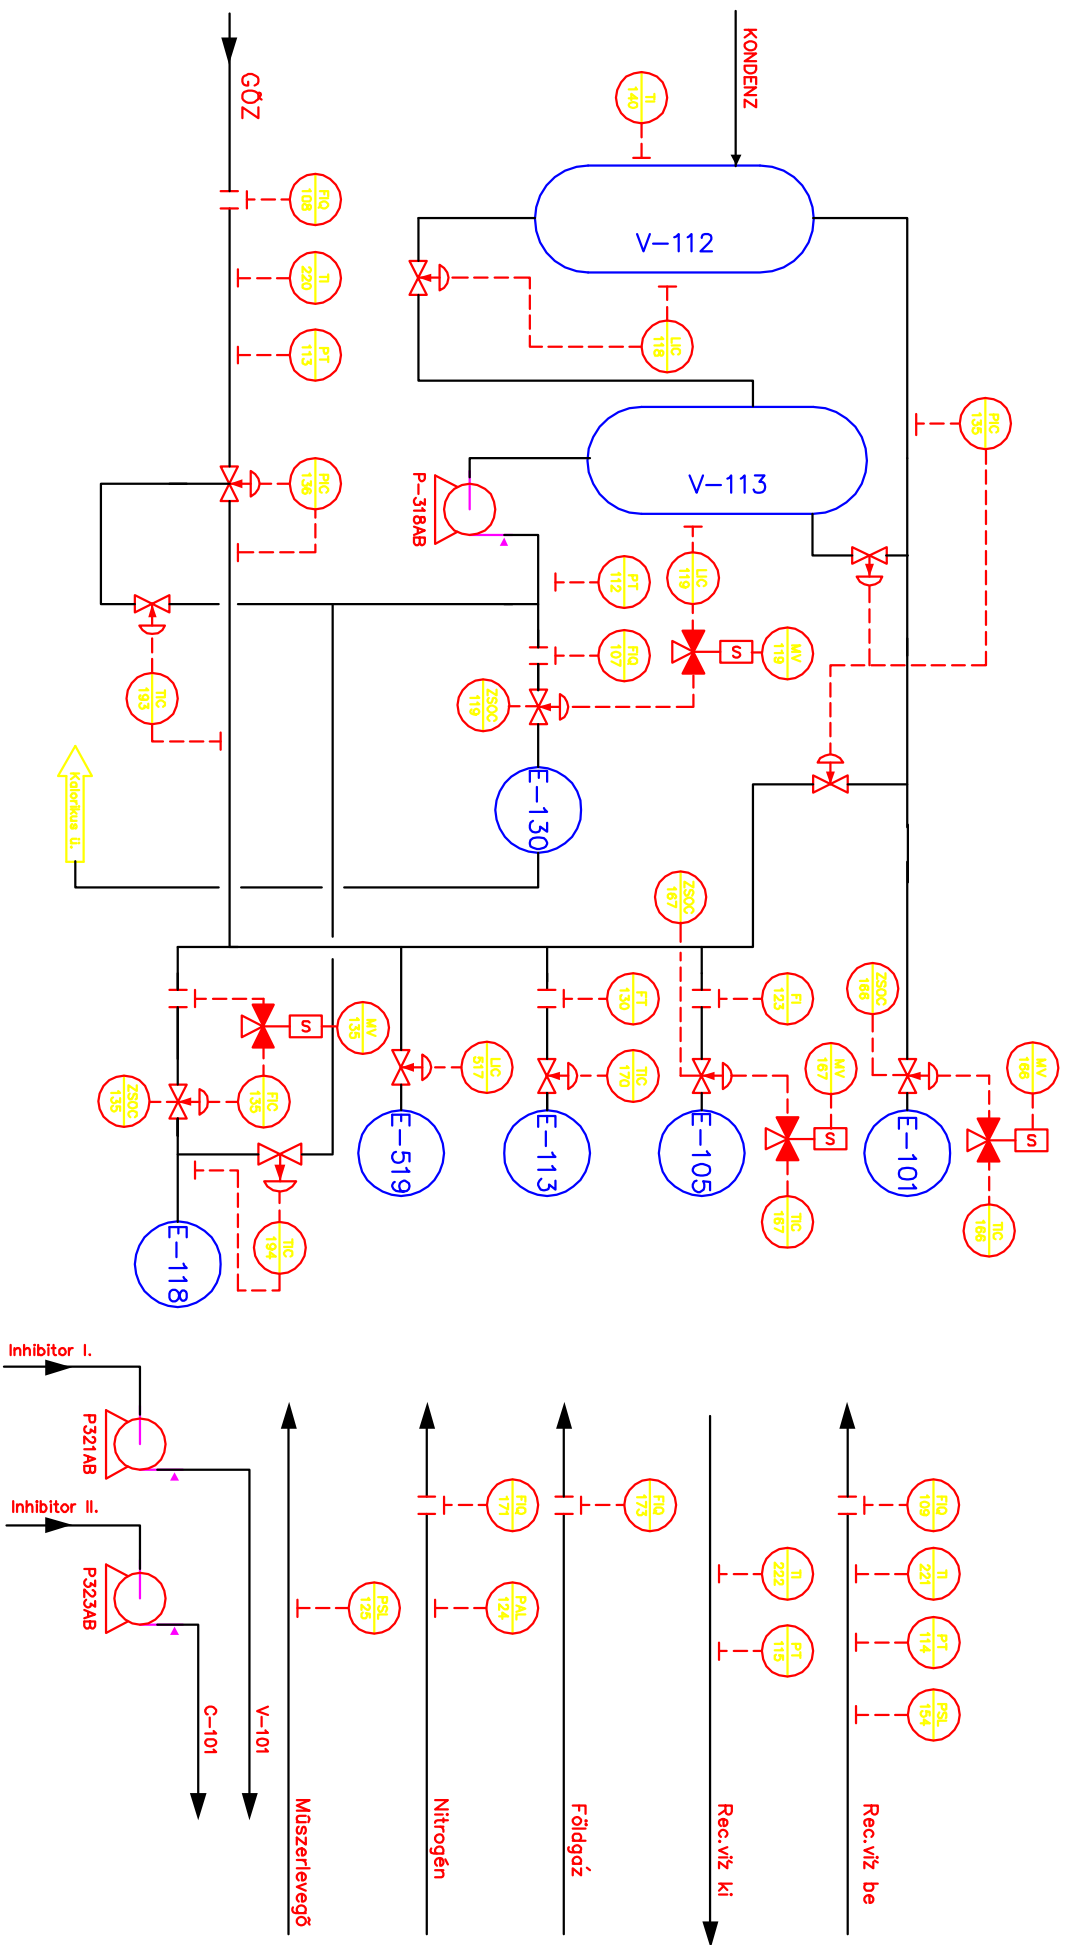 KONDENZ
GŐZ
TI
140
V-112
FIQ
108
TI
220
PT
113
LIC
118
PIC
135
V-113
PIC
136
P-318AB
PT
112
LIC
119
FIQ
107
MV
119
S
TIC
193
ZSOC
119
Kalorikus ü.
E-130
ZSOC
167
ZSOC
166
FT
130
FI
123
MV
135
S
LIC
517
TIC
170
MV
167
S
MV
166
S
ZSOC
135
FIC
135
E-519
E-113
E-105
E-101
TIC
167
TIC
166
TIC
194
E-118
Inhibitor I.
P321AB
Inhibitor II.
P323AB
V-101
C-101
FIQ
171
FIQ
173
FIQ
109
TI
222
TI
221
PSL
125
PAL
124
PT
115
PT
114
PSL
154
Műszerlevegő
Nitrogén
Földgáz
Rec.víz ki
Rec.víz be